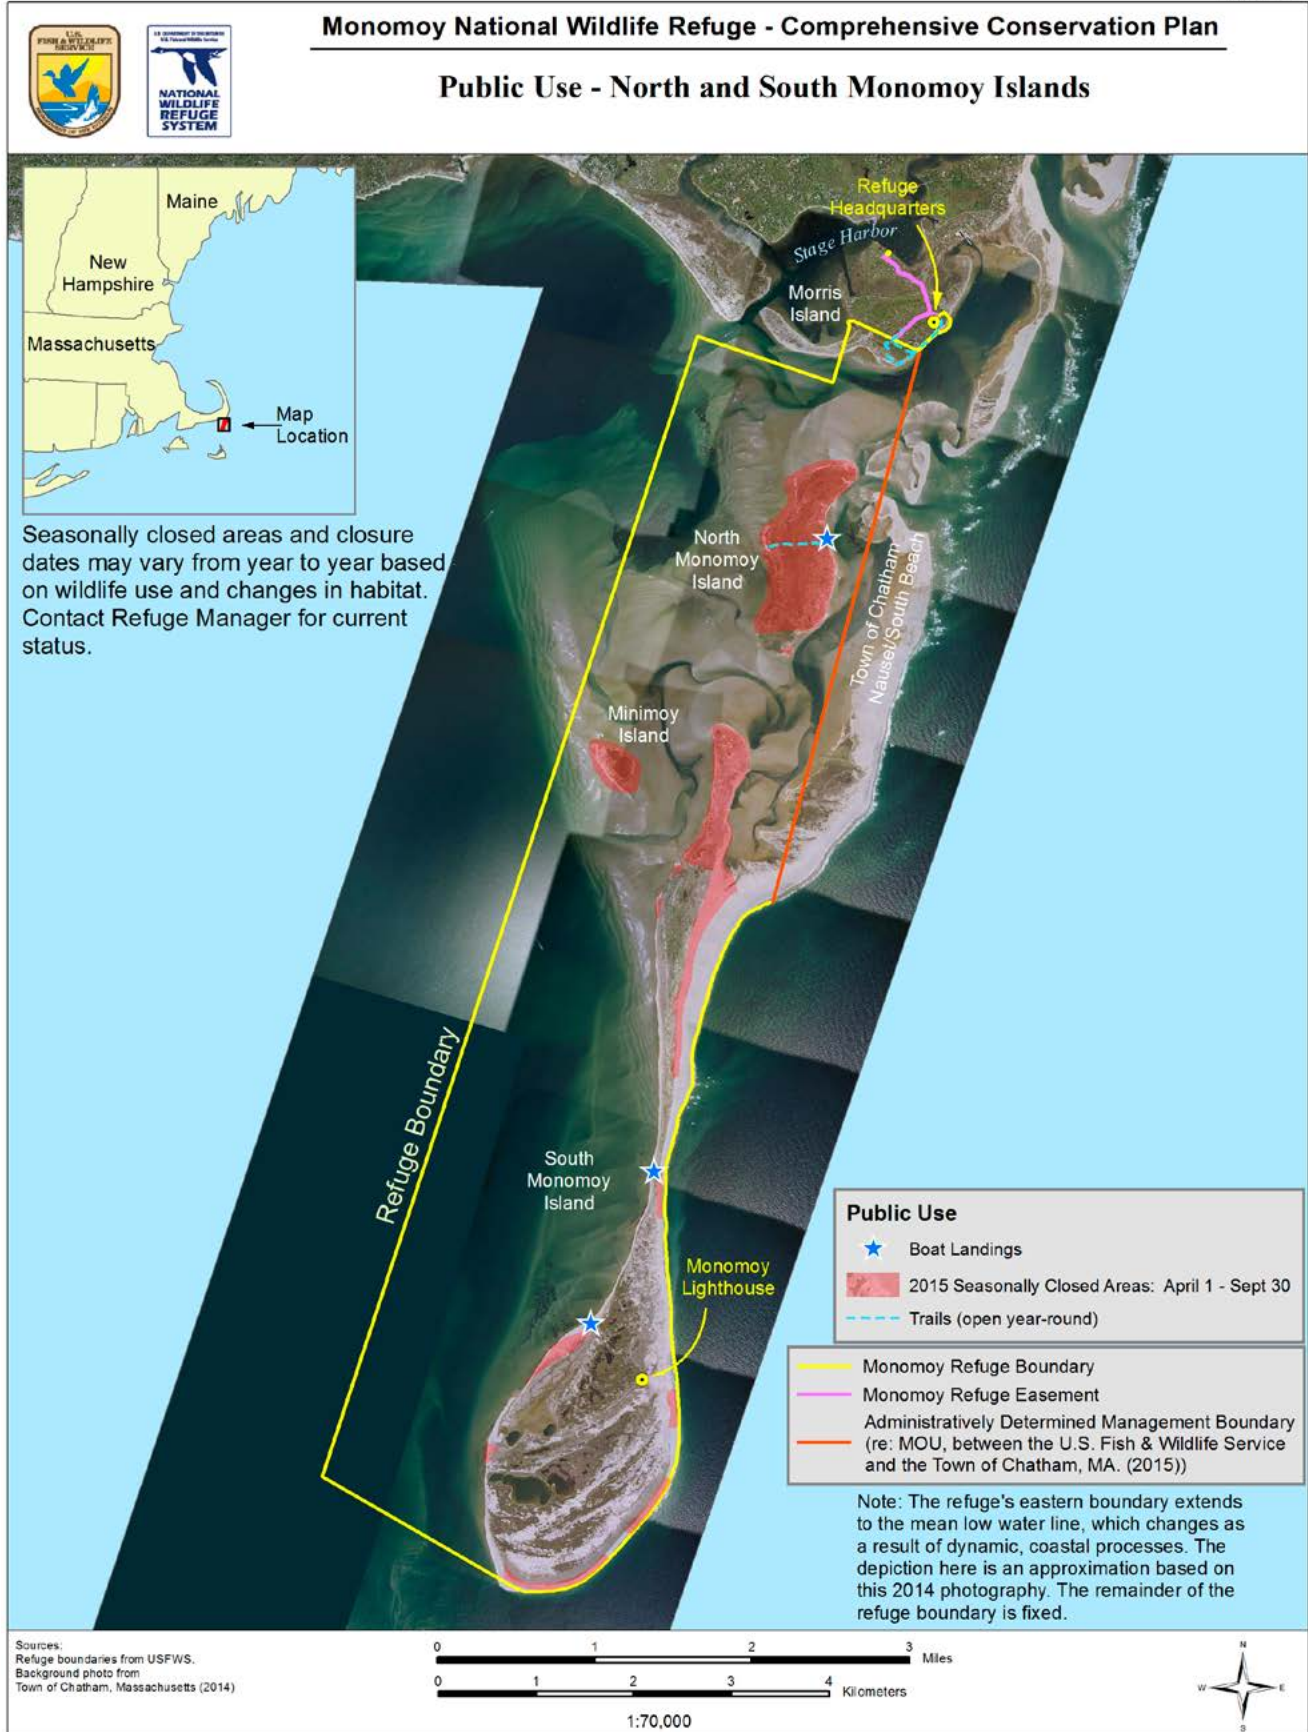 Monomoy National Wildlife Refuge - Comprehensive Conservation Plan
Public Use - North and South Monomoy Islands
U.S.
FISH & WILDLIFE
SERVICE
NATIONAL
WILDLIFE
REFUGE
SYSTEM
Maine
New
Hampshire
Massachusetts
Map
Location
Seasonally closed areas and closure
dates may vary from year to year based
on wildlife use and changes in habitat.
Contact Refuge Manager for current
status.
Refuge
Headquarters
Stage Harbor
Morris
Island
North
Monomoy
Island
Town of Chatham
Nauset/South Beach
Minimoy
Island
Refuge Boundary
South
Monomoy
Island
Monomoy
Lighthouse
Public Use
Boat Landings
2015 Seasonally Closed Areas: April 1 - Sept 30
Trails (open year-round)
Monomoy Refuge Boundary
Monomoy Refuge Easement
Administratively Determined Management Boundary
(re: MOU, between the U.S. Fish & Wildlife Service
and the Town of Chatham, MA. (2015))
Note: The refuge's eastern boundary extends
to the mean low water line, which changes as
a result of dynamic, coastal processes. The
depiction here is an approximation based on
this 2014 photography. The remainder of the
refuge boundary is fixed.
Sources:
Refuge boundaries from USFWS.
Background photo from
Town of Chatham, Massachusetts (2014)
0 1 2 3 Miles
0 1 2 3 4 Kilometers
1:70,000
N
W E
S